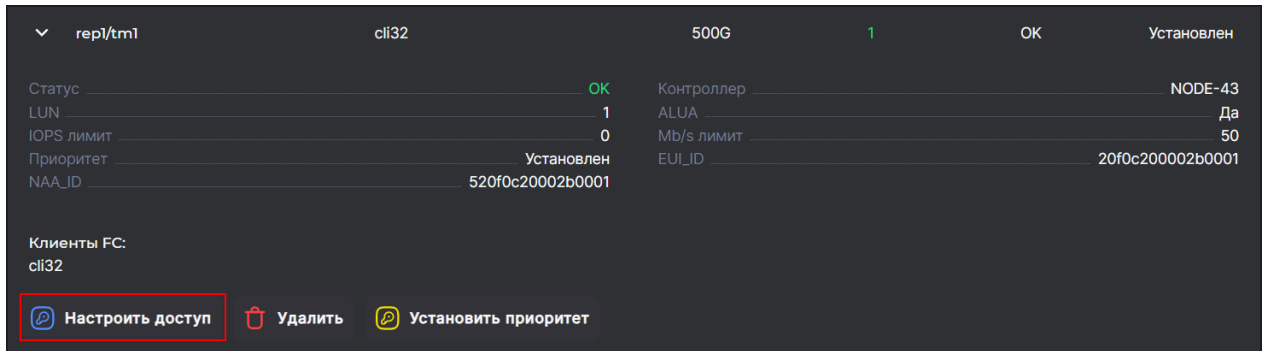 rep1/tm1 cli32 500G 1 OK Установлен
Статус OK Контроллер NODE-43
LUN 1 ALUA Да
IOPS лимит 0 Mb/s лимит 50
Приоритет Установлен EUI_ID 20f0c200002b0001
NAA_ID 520f0c20002b0001
Клиенты FC:
cli32
Настроить доступ Удалить Установить приоритет